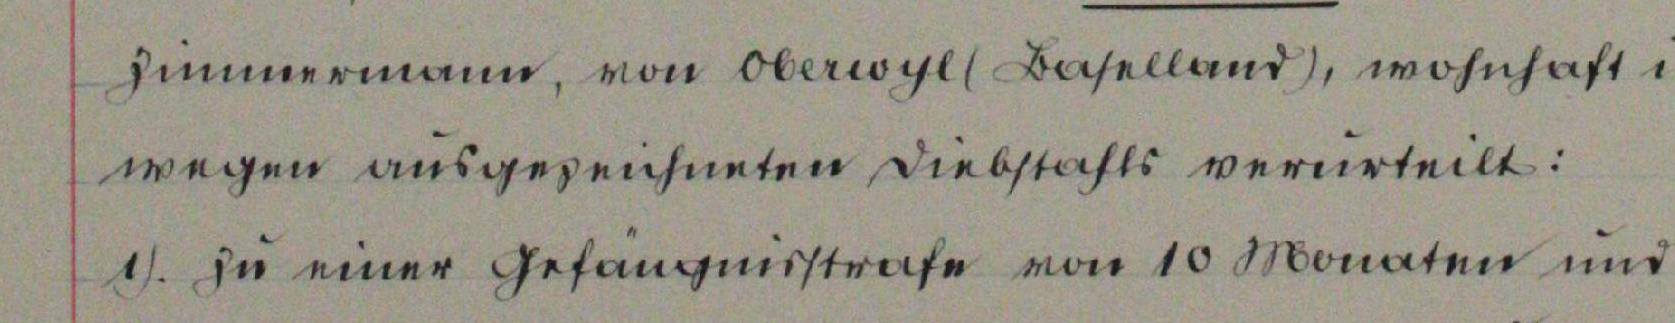 Zimmermann, von Oberwyl (Baselland), wohnhaft i
wegen ausgezeichneten Diebstahls verurteilt:
1). zu einer Gefängnisstrafe von 10 Monaten und